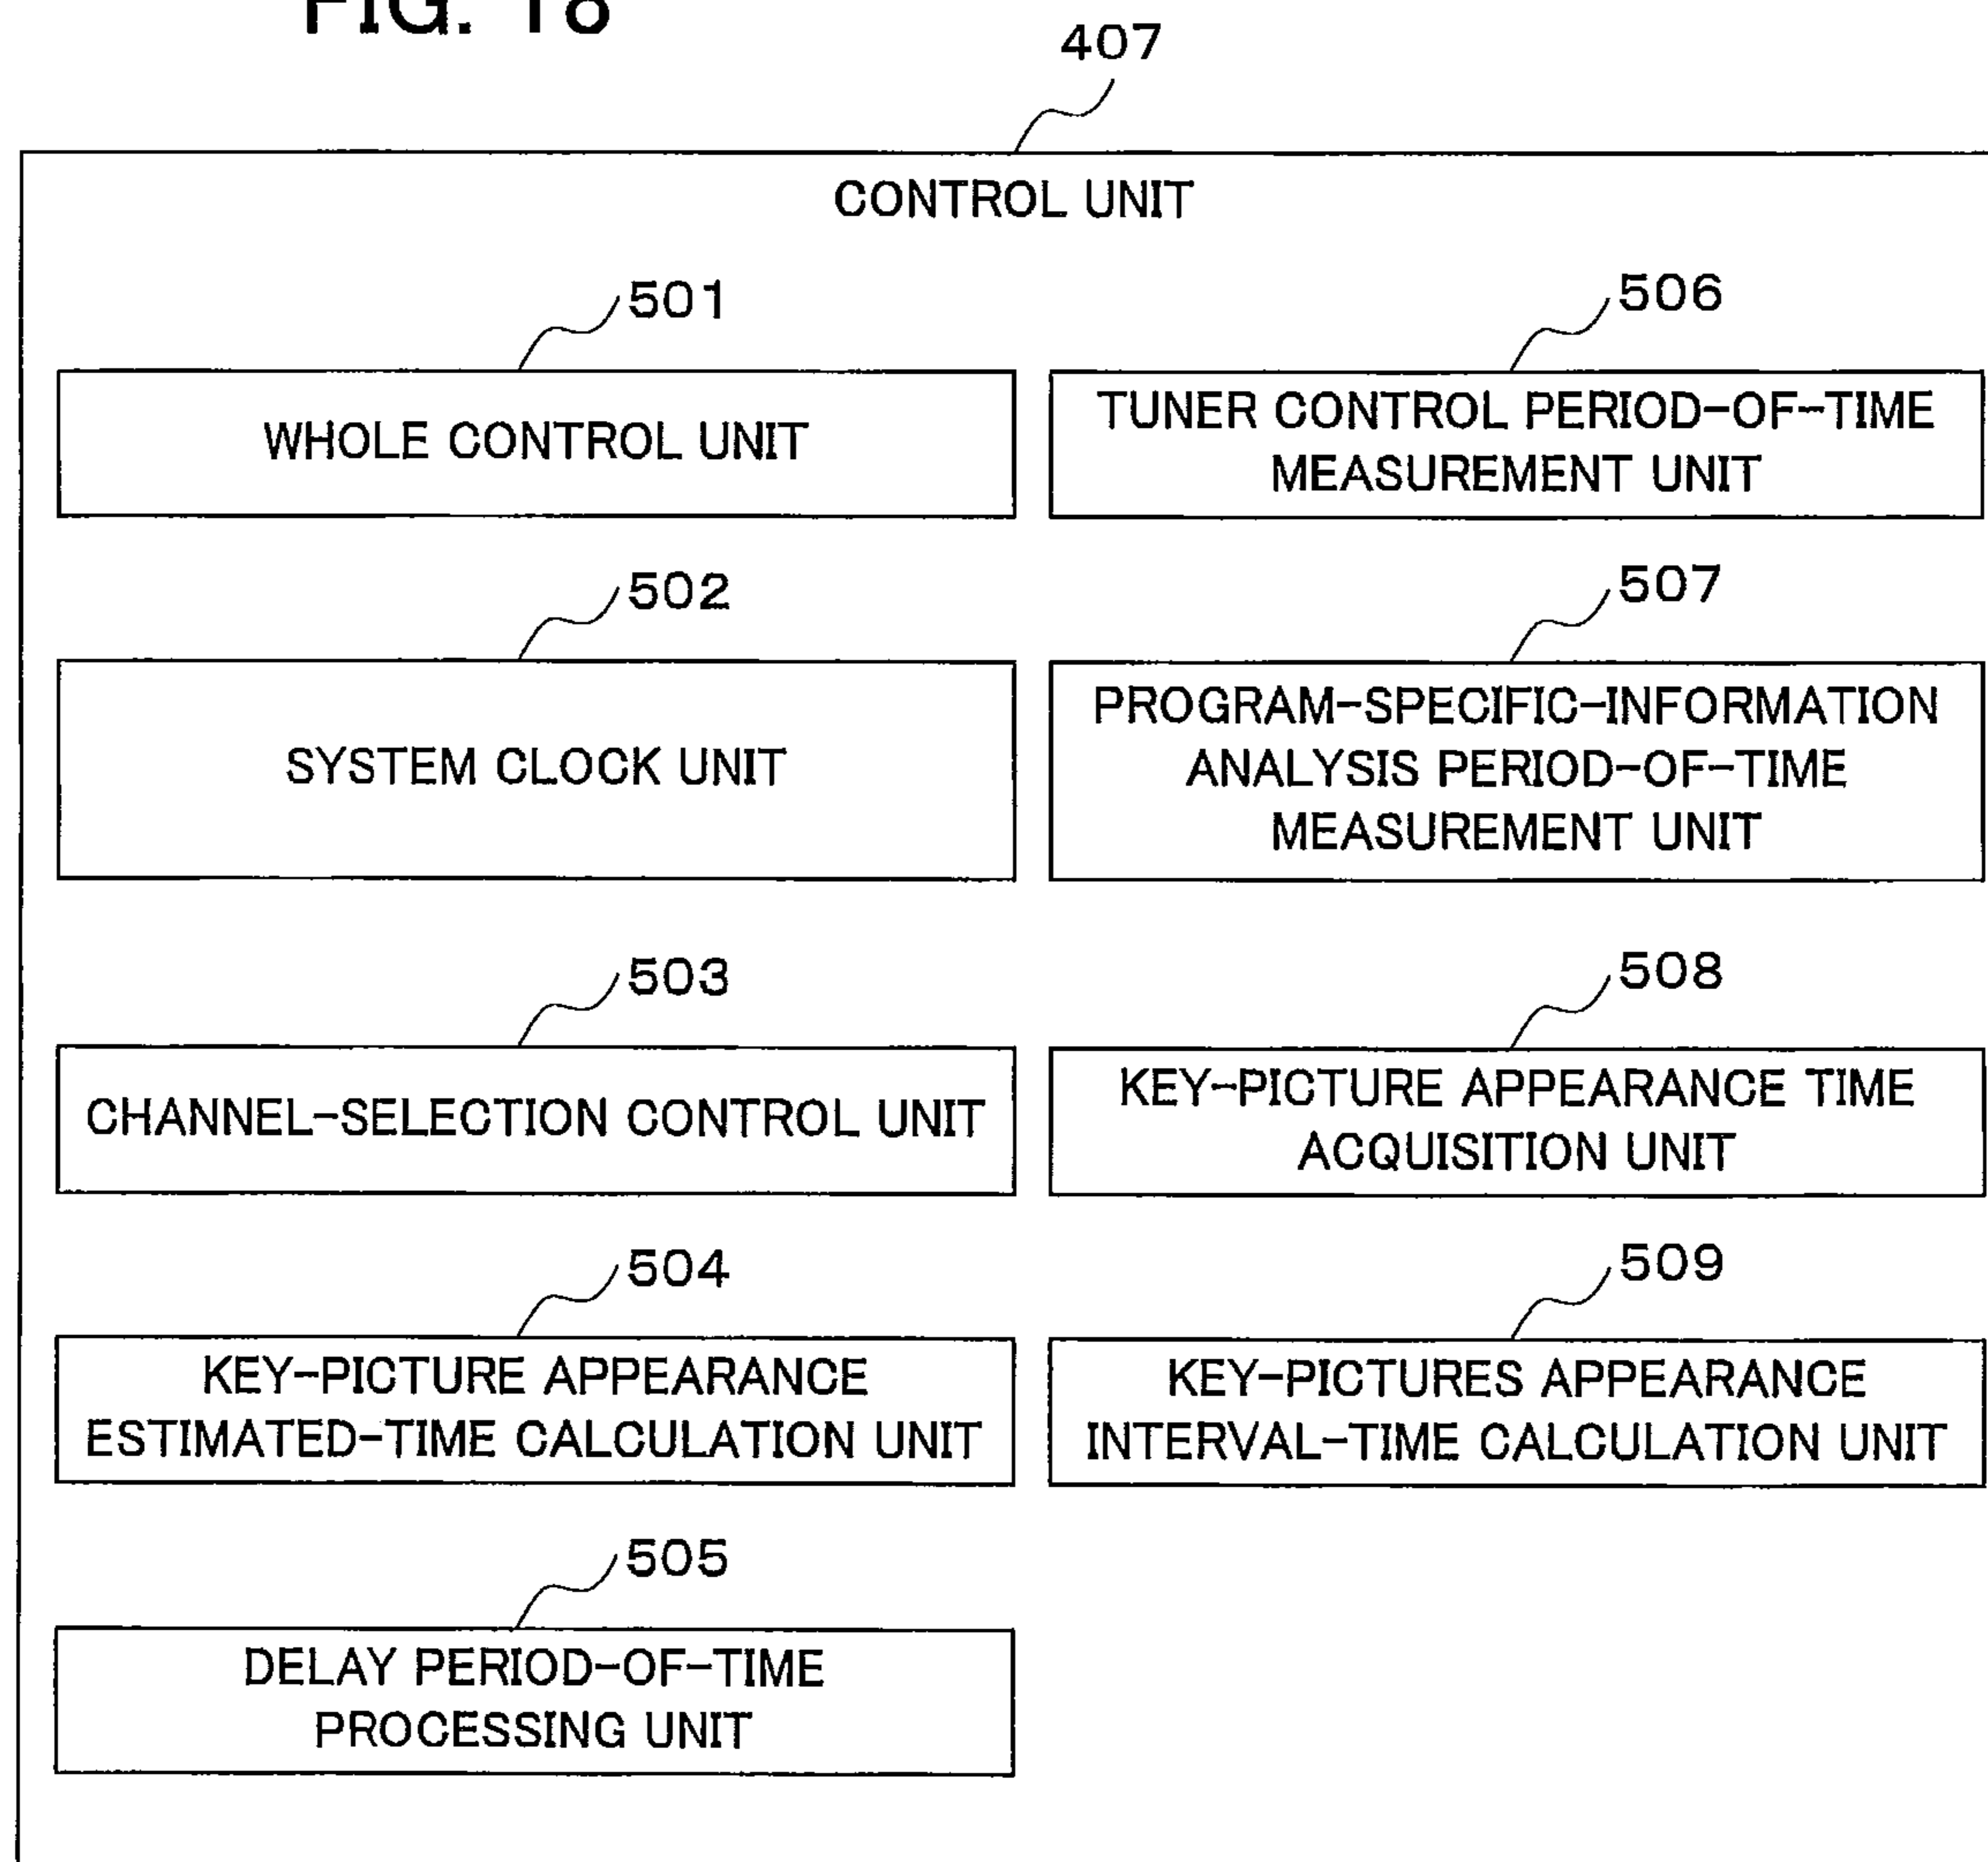 FIG. 18
407
CONTROL UNIT
501
WHOLE CONTROL UNIT
506
TUNER CONTROL PERIOD-OF-TIME
MEASUREMENT UNIT
502
SYSTEM CLOCK UNIT
507
PROGRAM-SPECIFIC-INFORMATION
ANALYSIS PERIOD-OF-TIME
MEASUREMENT UNIT
503
CHANNEL-SELECTION CONTROL UNIT
508
KEY-PICTURE APPEARANCE TIME
ACQUISITION UNIT
504
KEY-PICTURE APPEARANCE
ESTIMATED-TIME CALCULATION UNIT
509
KEY-PICTURES APPEARANCE
INTERVAL-TIME CALCULATION UNIT
505
DELAY PERIOD-OF-TIME
PROCESSING UNIT